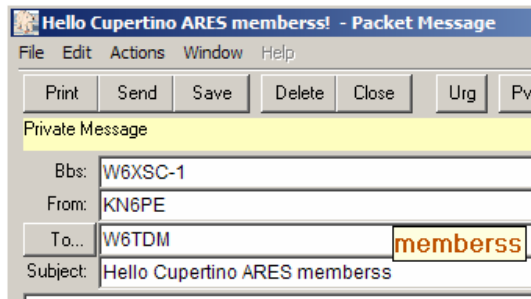 Hello Cupertino ARES memberss! - Packet Message
File Edit Actions Window Help
Print Send Save Delete Close Urg
Private Message
Bbs: W6XSC-1
From: KN6PE
To... W6TDM
memberss
Subject: Hello Cupertino ARES memberss